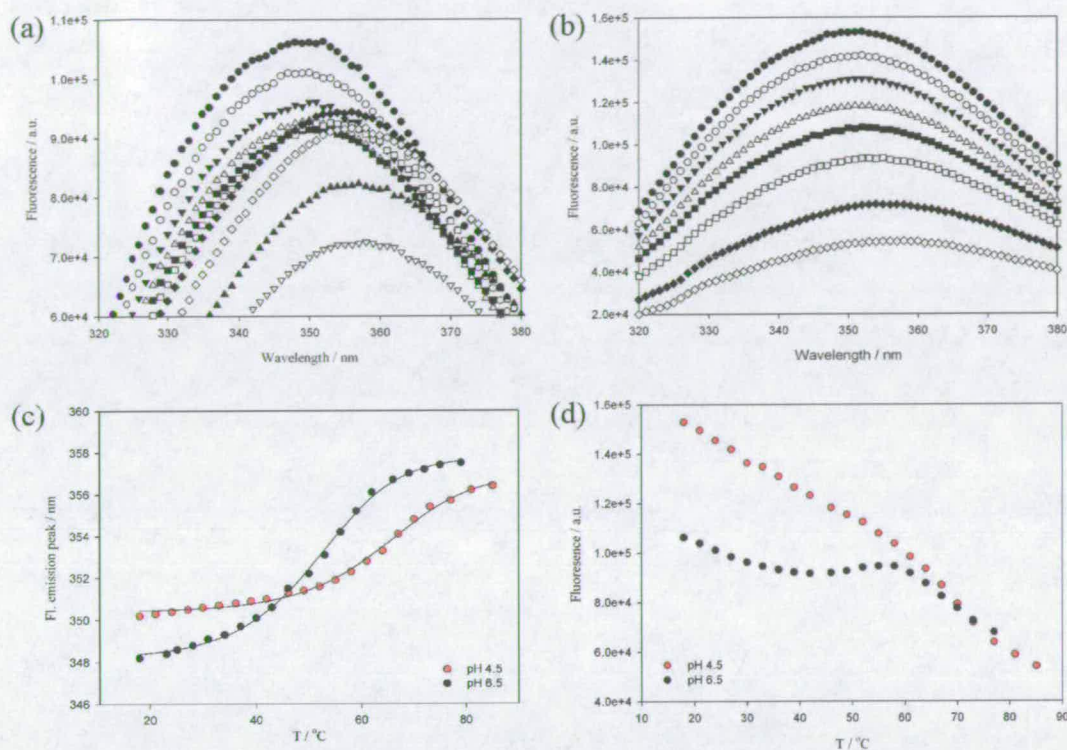 (a)
1.1e+5
1.0e+5
9.0e+4
8.0e+4
7.0e+4
6.0e+4
Fluorescence / a.u.
320 330 340 350 360 370 380
Wavelength / nm
(b)
1.6e+5
1.4e+5
1.2e+5
1.0e+5
8.0e+4
6.0e+4
4.0e+4
2.0e+4
Fluorescence / a.u.
320 330 340 350 360 370 380
Wavelength / nm
(c)
360
358
356
354
352
350
348
346
Fl. emission peak / nm
pH 4.5
pH 6.5
20 40 60 80
T / °C
(d)
1.6e+5
1.4e+5
1.2e+5
1.0e+5
8.0e+4
6.0e+4
4.0e+4
Fluoresence / a.u.
pH 4.5
pH 6.5
10 20 30 40 50 60 70 80 90
T / °C